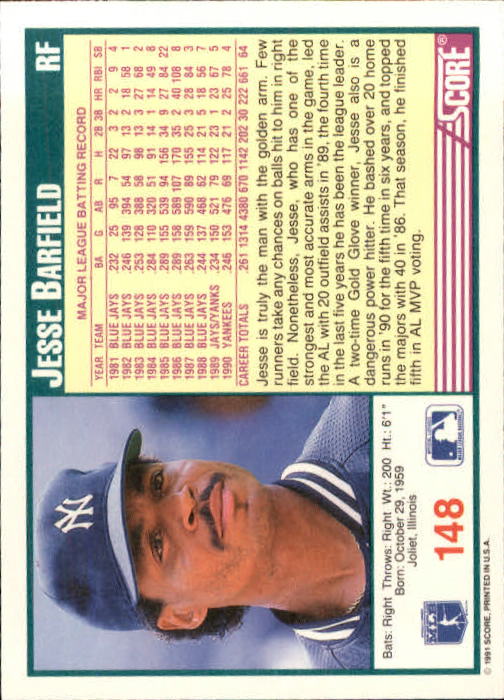 JESSE BARFIELD RF
MAJOR LEAGUE BATTING RECORD
YEAR TEAM BA G AB R H 2B 3B HR RBI SB
1981 BLUE JAYS .232 25 95 7 22 3 2 2 9 4
1982 BLUE JAYS .246 139 394 54 97 13 2 18 58 1
1983 BLUE JAYS .253 128 388 58 98 13 3 27 68 2
1984 BLUE JAYS .284 110 320 51 91 14 1 14 49 8
1985 BLUE JAYS .289 155 539 94 156 34 9 27 84 22
1986 BLUE JAYS .289 158 589 107 170 35 2 40 108 8
1987 BLUE JAYS .263 159 590 89 155 25 3 28 84 3
1988 BLUE JAYS .244 137 468 62 114 21 5 18 56 7
1989 JAYS/YANKS .234 150 521 79 122 23 1 23 67 5
1990 YANKEES .246 153 476 69 117 21 2 25 78 4
CAREER TOTALS .261 1314 4380 670 1142 202 30 222 661 64
Jesse is truly the man with the golden arm. Few
runners take any chances on balls hit to him in right
field. Nonetheless, Jesse, who has one of the
strongest and most accurate arms in the game, led
the AL with 20 outfield assists in '89, the fourth time
in the last five years he has been the league leader.
A two-time Gold Glove winner, Jesse also is a
dangerous power hitter. He bashed over 20 home
runs in '90 for the fifth time in six years, and topped
the majors with 40 in '86. That season, he finished
fifth in AL MVP voting.
SCORE
NY
Bats: Right Throws: Right Wt.: 200 Ht.: 6'1"
Born: October 29, 1959
Joliet, Illinois
148
© 1991 SCORE, PRINTED IN U.S.A.